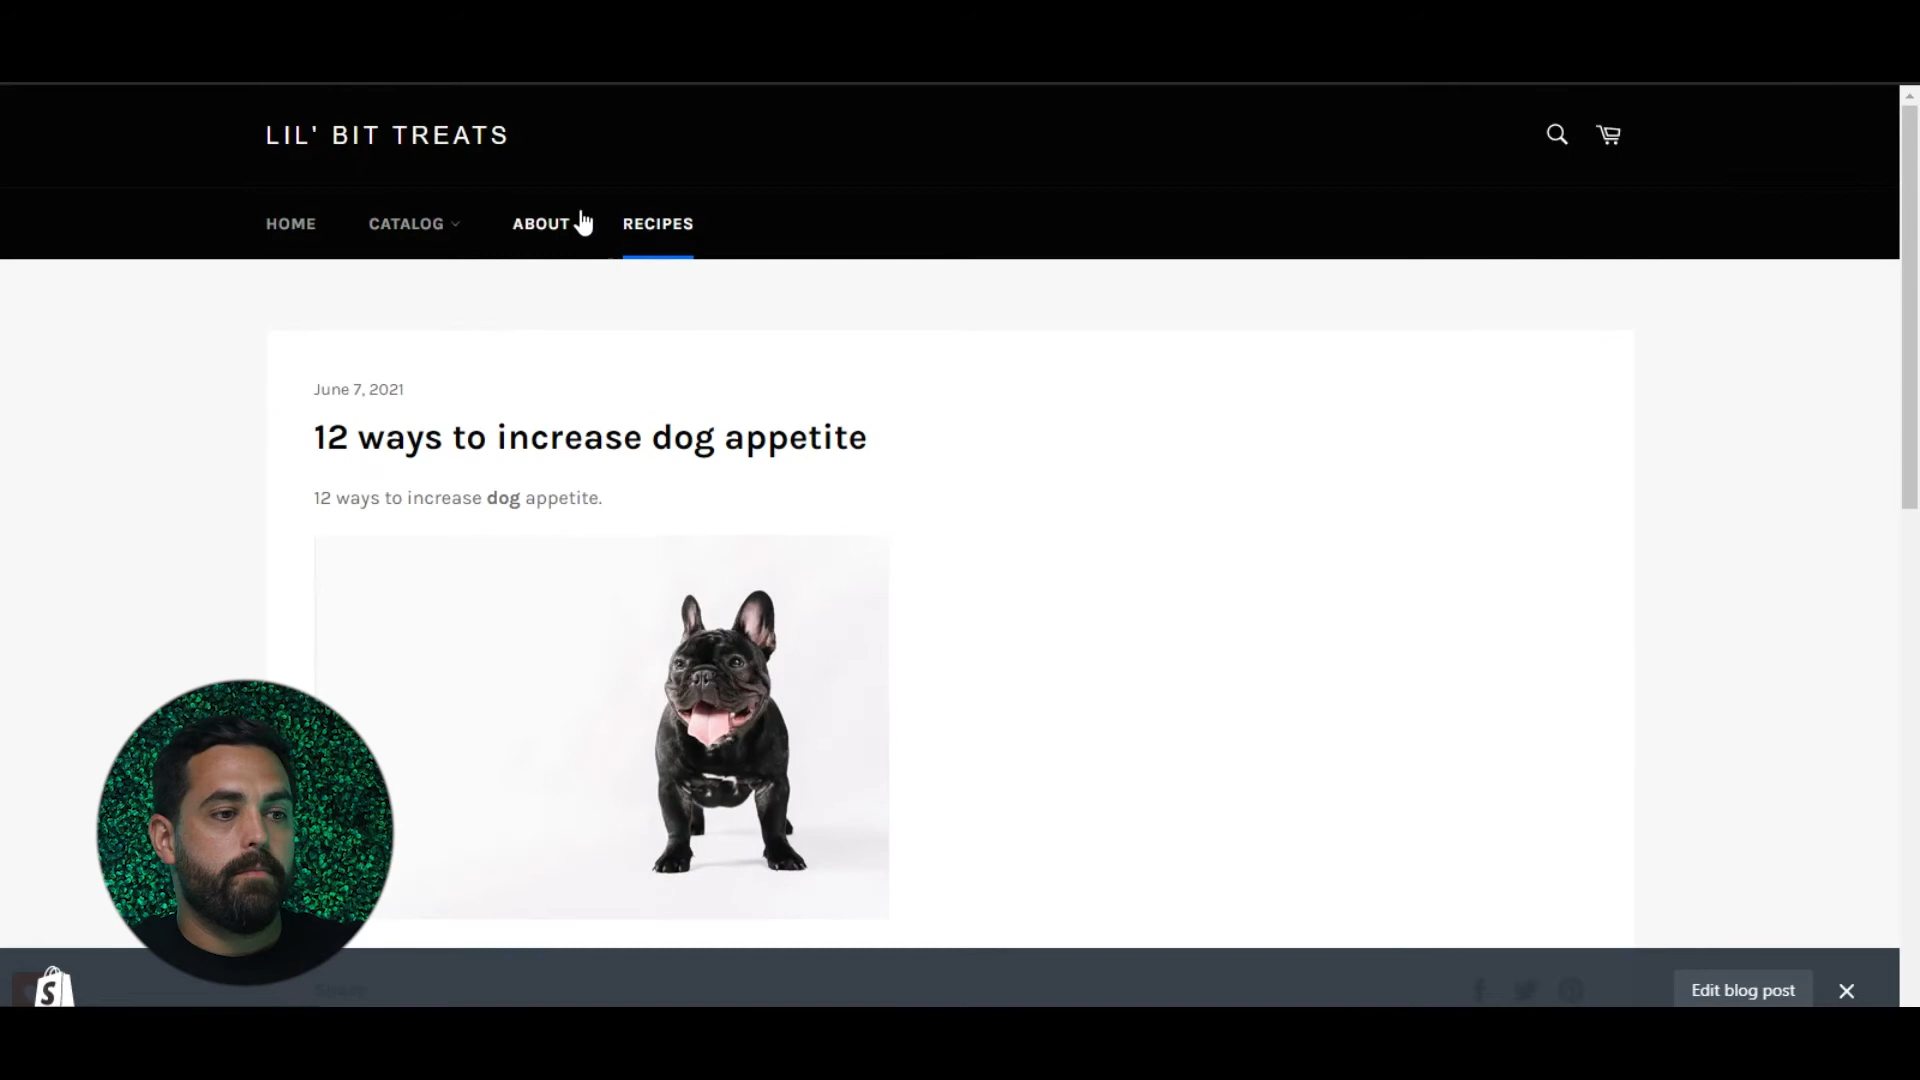 LIL' BIT TREATS
HOME CATALOG ABOUT RECIPES
June 7, 2021
12 ways to increase dog appetite
12 ways to increase dog appetite.
Share
Edit blog post